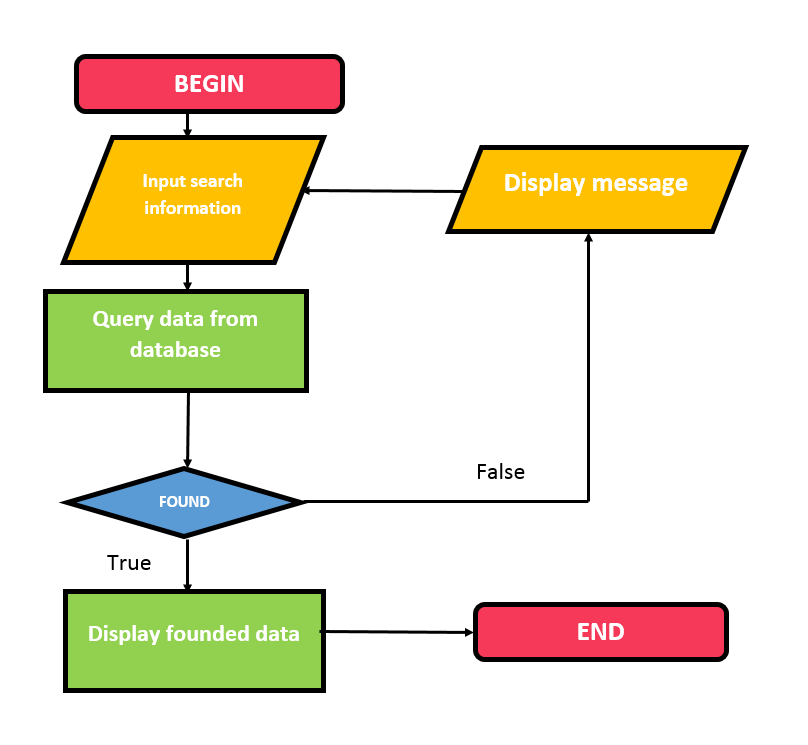 BEGIN
Input search
information
Display message
Query data from
database
False
FOUND
True
Display founded data
END